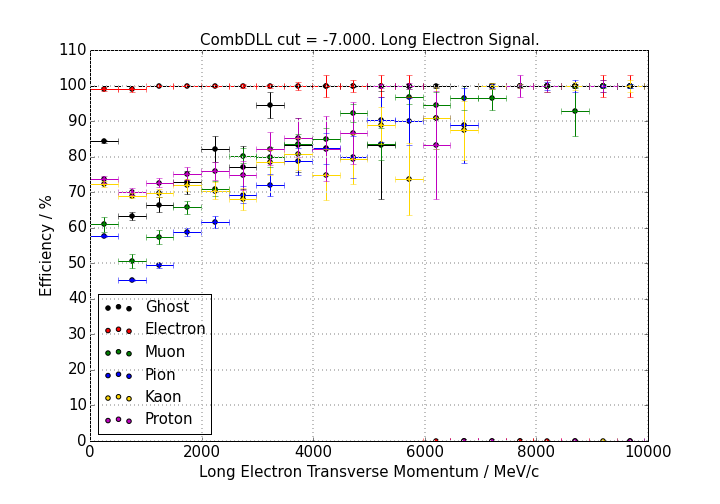 CombDLL cut = -7.000. Long Electron Signal.
110
100
90
80
70
60
50
40
30
20
10
0
Efficiency / %
Ghost
Electron
Muon
Pion
Kaon
Proton
0 2000 4000 6000 8000 10000
Long Electron Transverse Momentum / MeV/c